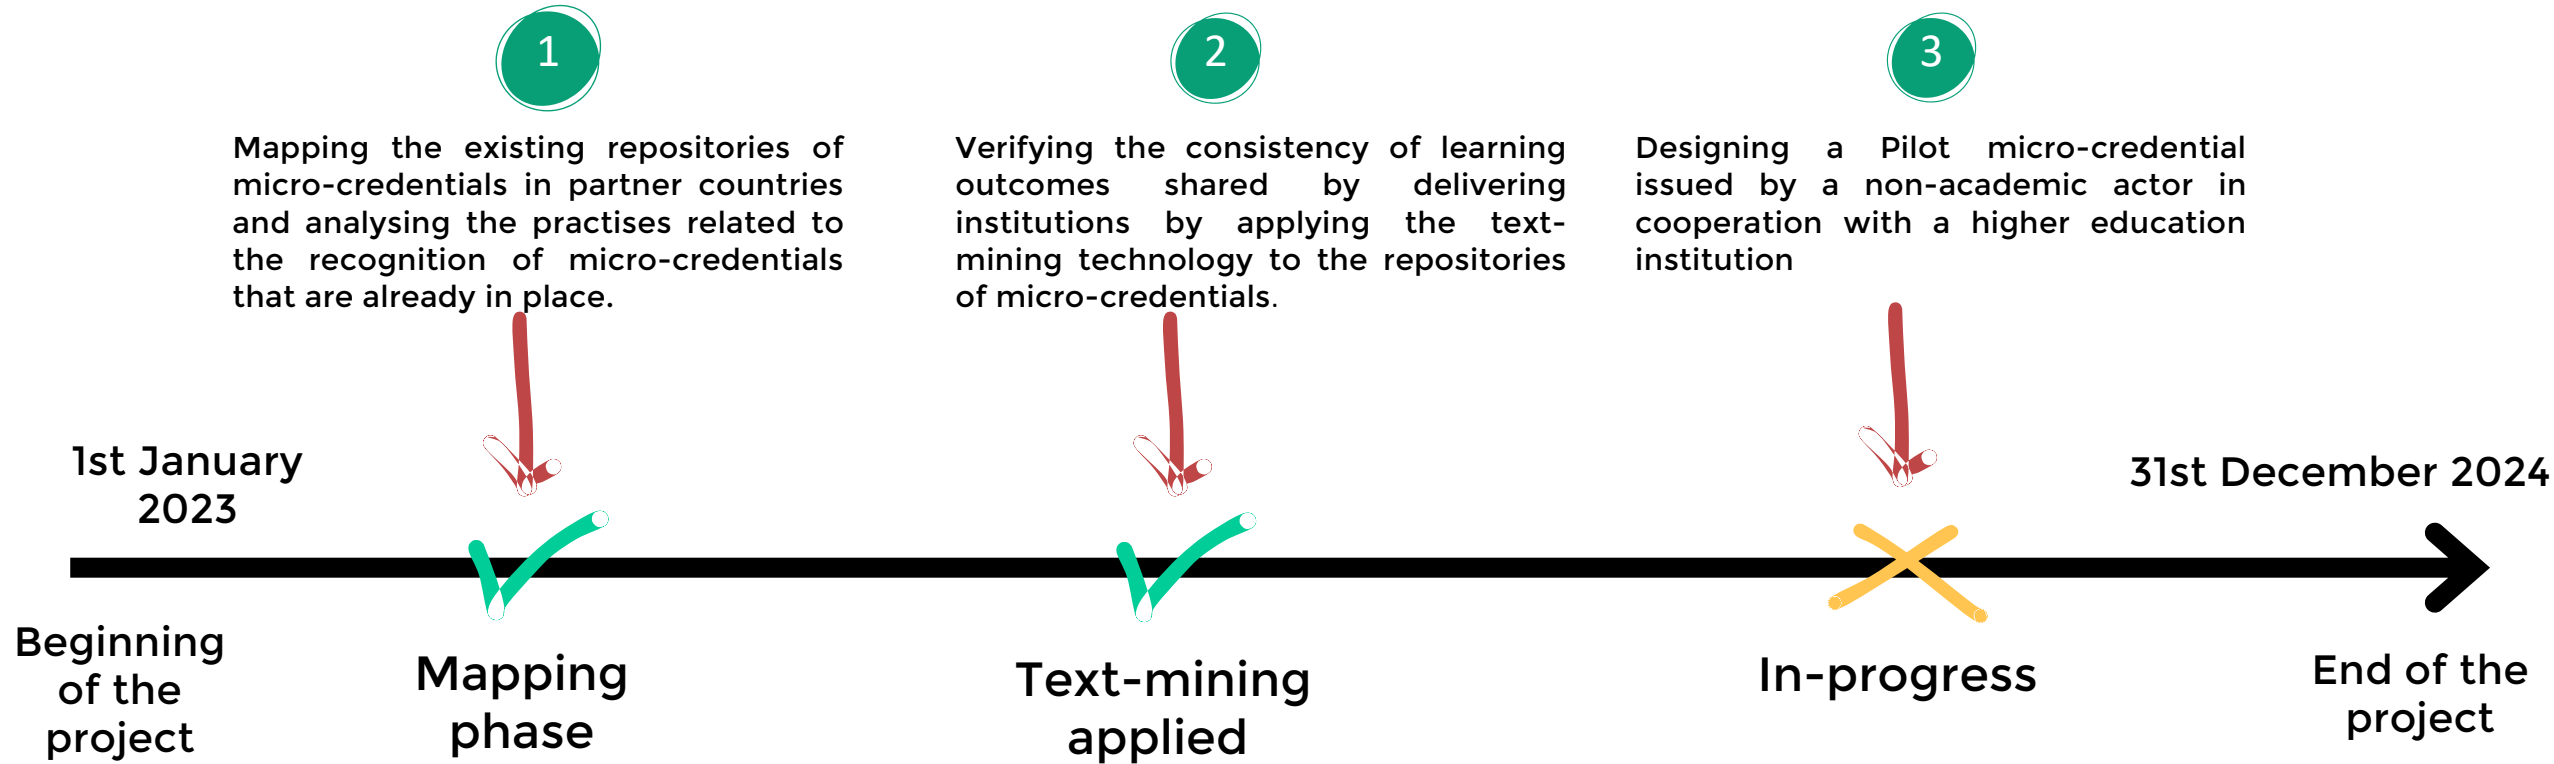 1
Mapping the existing repositories of
micro-credentials in partner countries
and analysing the practises related to
the recognition of micro-credentials
that are already in place.
2
Verifying the consistency of learning
outcomes shared by delivering
institutions by applying the text-
mining technology to the repositories
of micro-credentials.
3
Designing a Pilot micro-credential
issued by a non-academic actor in
cooperation with a higher education
institution
1st January
2023
31st December 2024
Beginning
of the
project
Mapping
phase
Text-mining
applied
In-progress
End of the
project